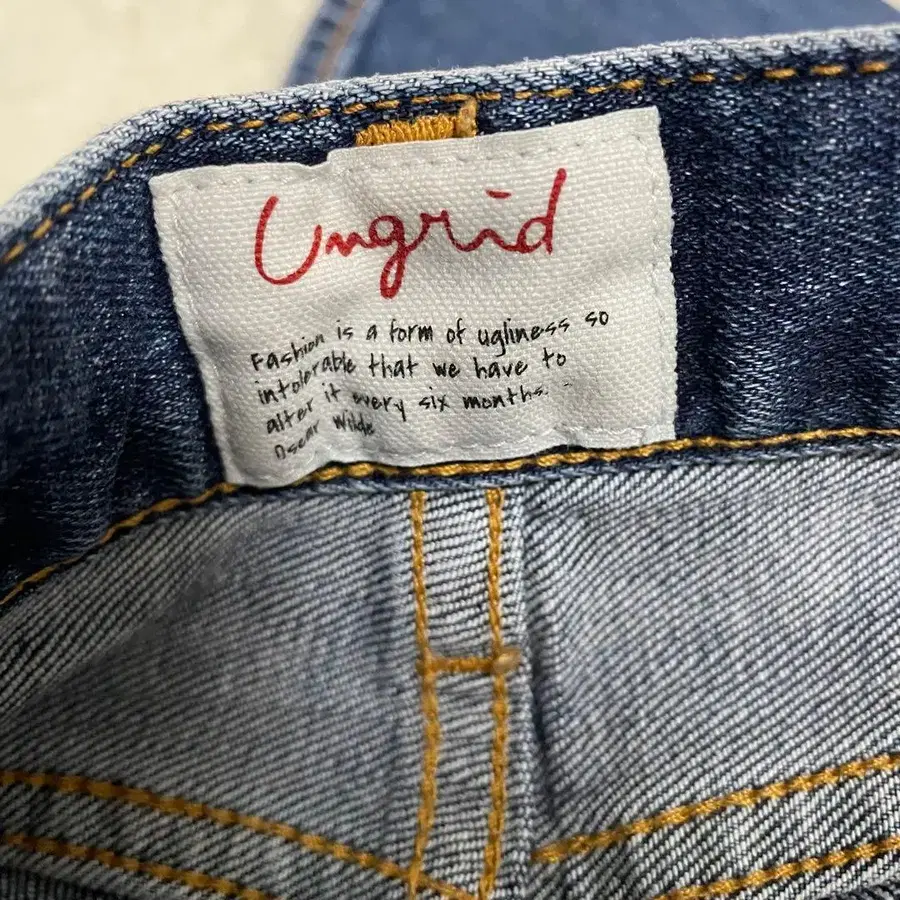 Ungrid
Fashion is a form of ugliness so
intolerable that we have to
alter it every six months.
Oscar Wilde